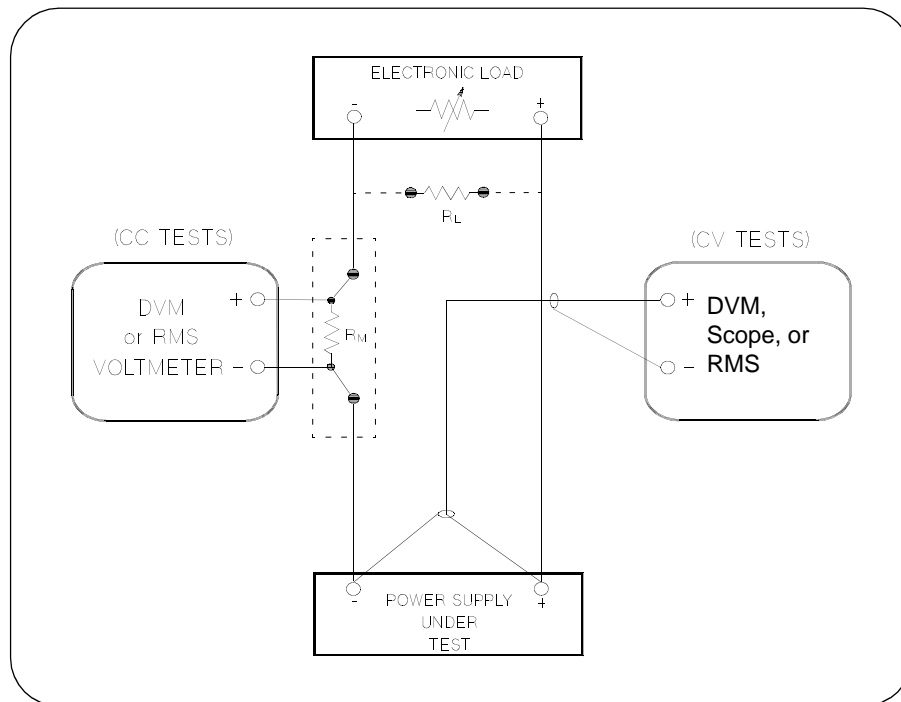 ELECTRONIC LOAD
- +
RL
(CC TESTS)
(CV TESTS)
+
DVM
or RMS
VOLTMETER -
RM
+ DVM,
Scope, or
- RMS
- +
POWER SUPPLY
UNDER
TEST